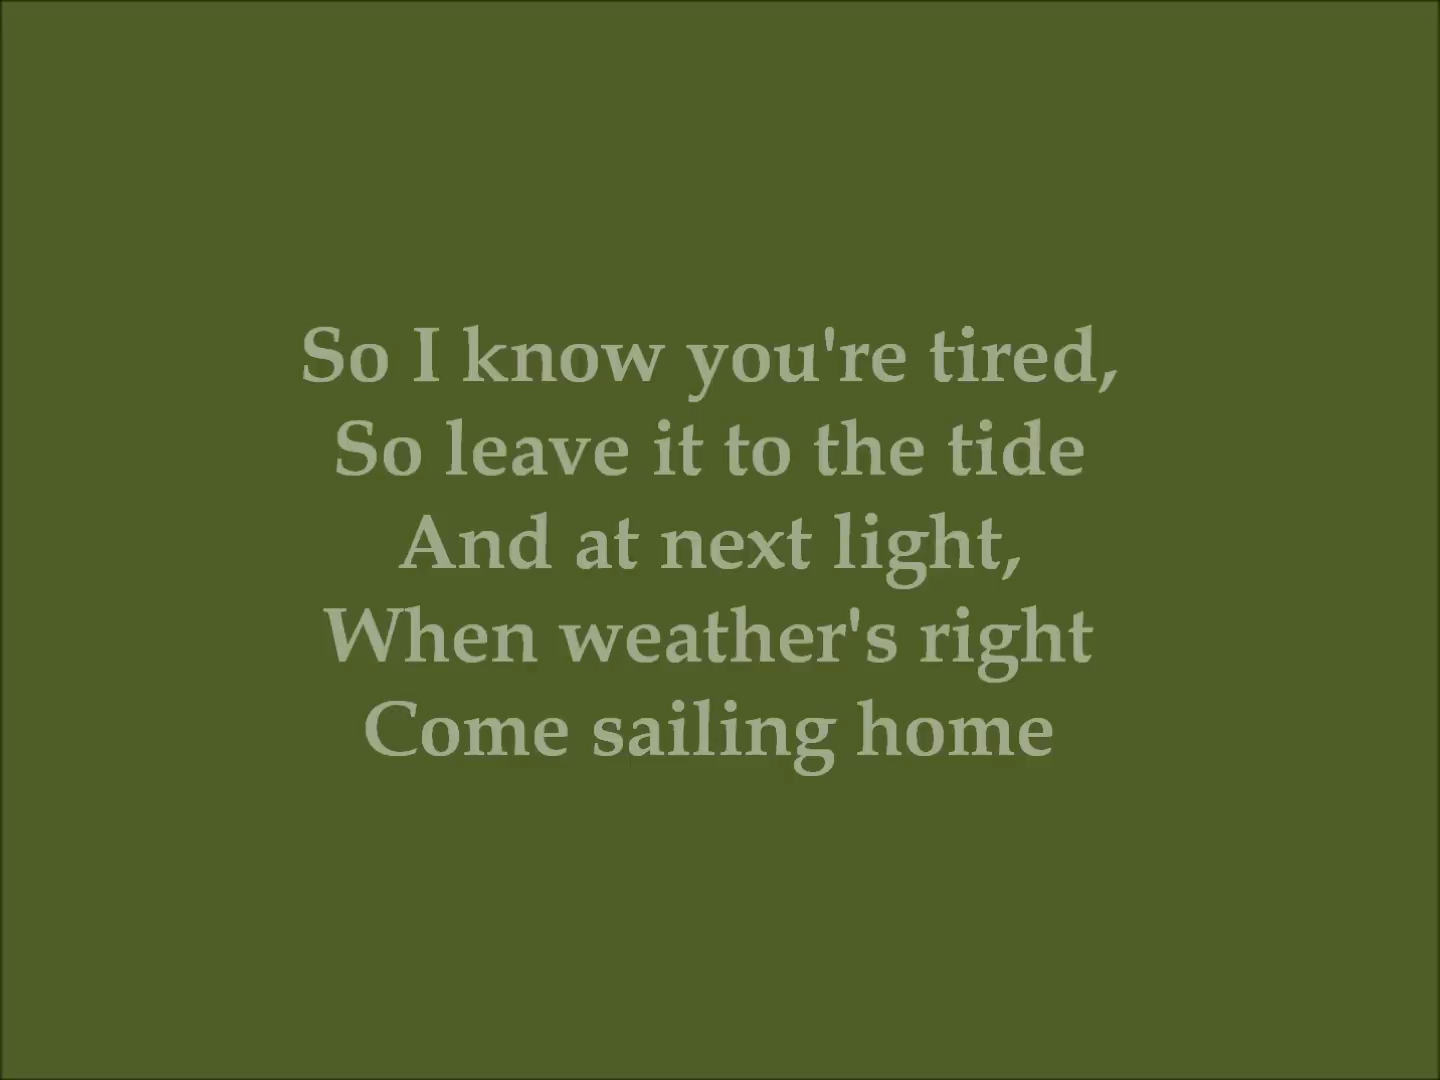 So I know you're tired,
So leave it to the tide
And at next light,
When weather's right
Come sailing home